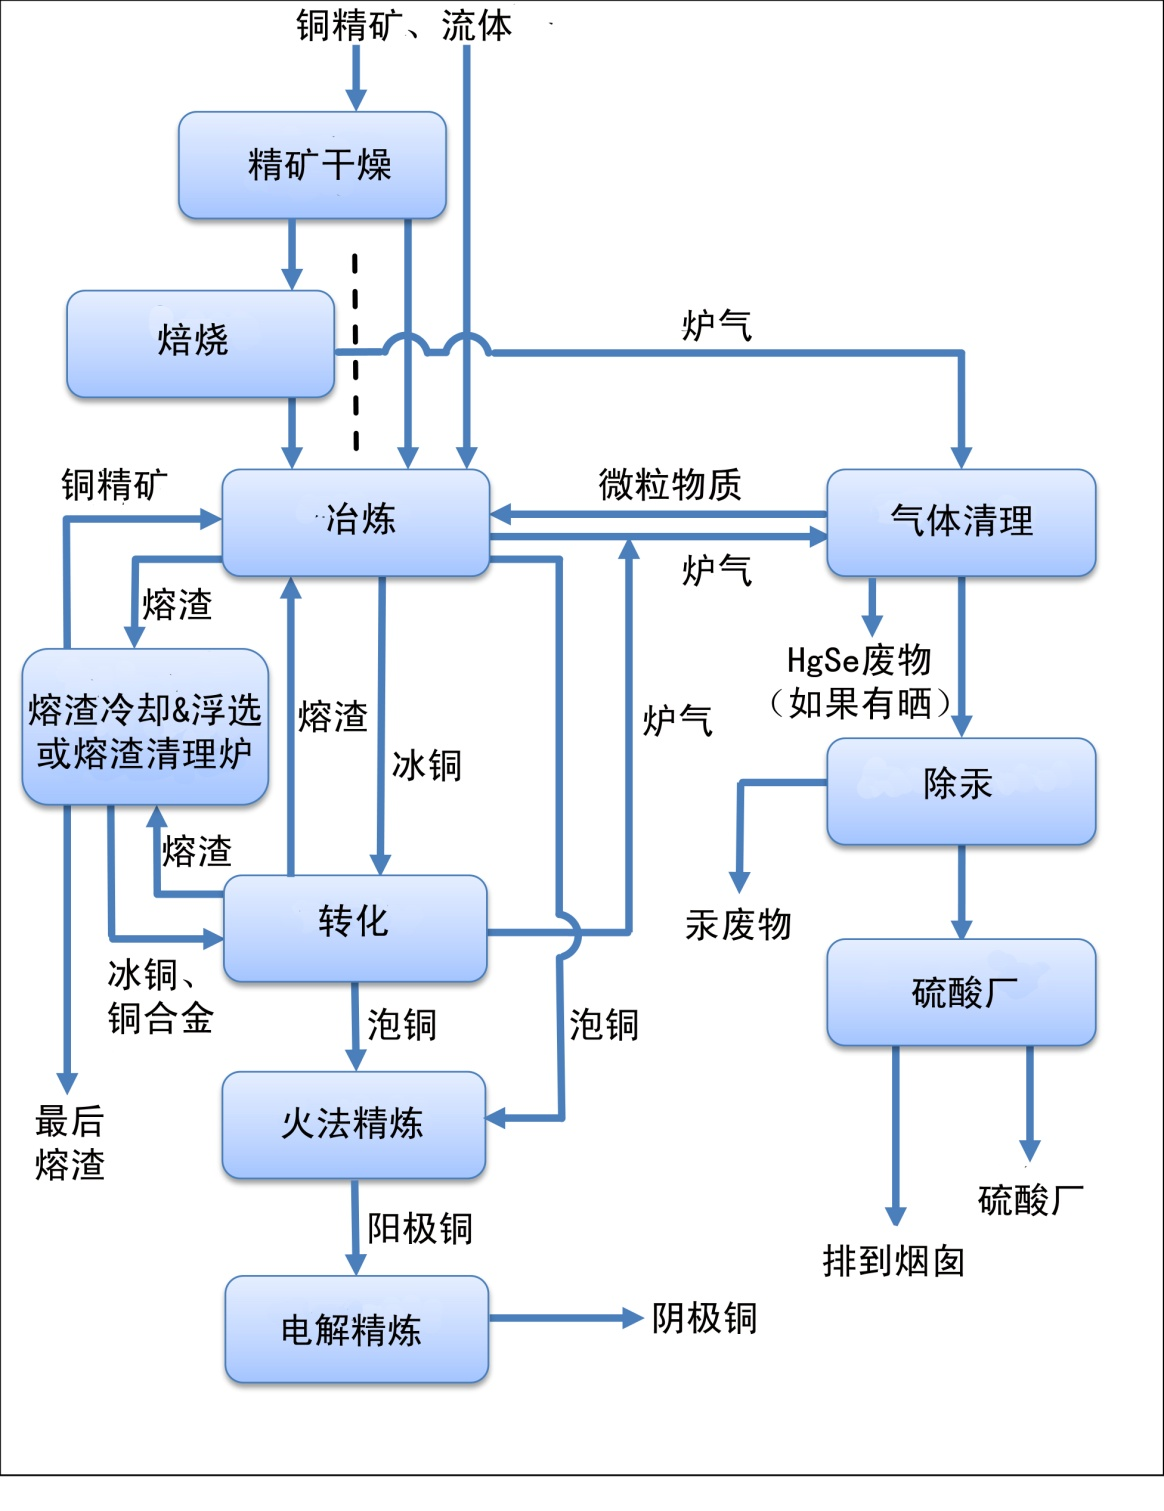 铜精矿、流体
精矿干燥
焙烧
炉气
铜精矿
冶炼
微粒物质
炉气
气体清理
熔渣
HgSe废物
（如果有晒）
熔渣冷却&浮选
或熔渣清理炉
熔渣
冰铜
炉气
除汞
熔渣
转化
汞废物
冰铜、
铜合金
泡铜
泡铜
硫酸厂
最后
熔渣
火法精炼
阳极铜
硫酸厂
排到烟囱
电解精炼
阴极铜